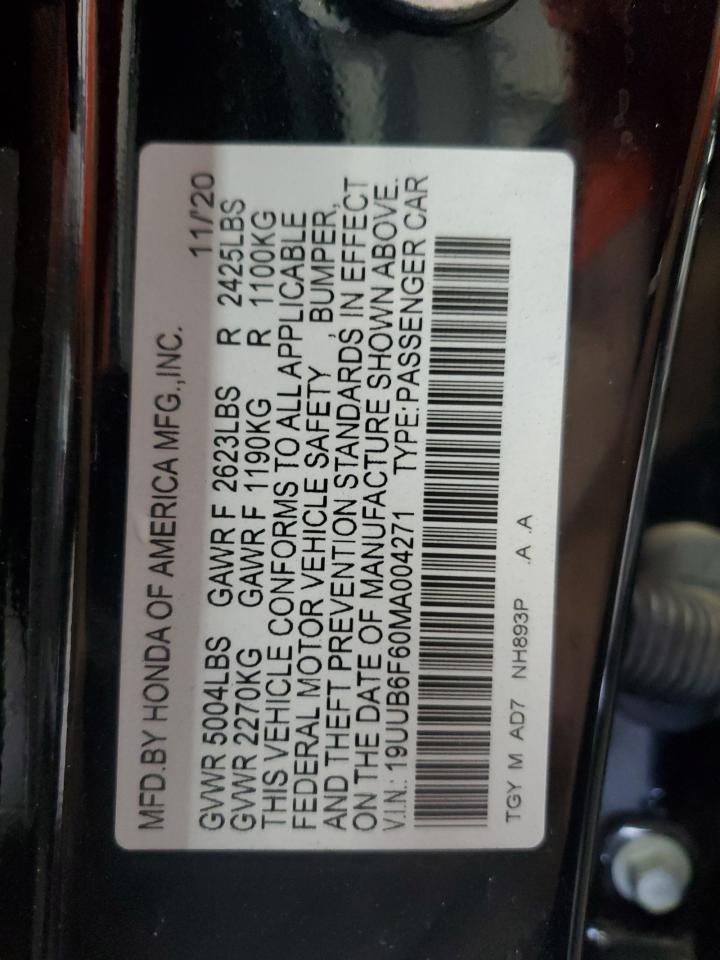 MFD.BY HONDA OF AMERICA MFG.,INC. 11/'20
GVWR 5004LBS GAWR F 2623LBS R 2425LBS
GVWR 2270KG GAWR F 1190KG R 1100KG
THIS VEHICLE CONFORMS TO ALL APPLICABLE
FEDERAL MOTOR VEHICLE SAFETY , BUMPER,
AND THEFT PREVENTION STANDARDS IN EFFECT
ON THE DATE OF MANUFACTURE SHOWN ABOVE.
V.I.N.: 19UUB6F60MA004271 TYPE:PASSENGER CAR
TGY M AD7 NH893P .A .A